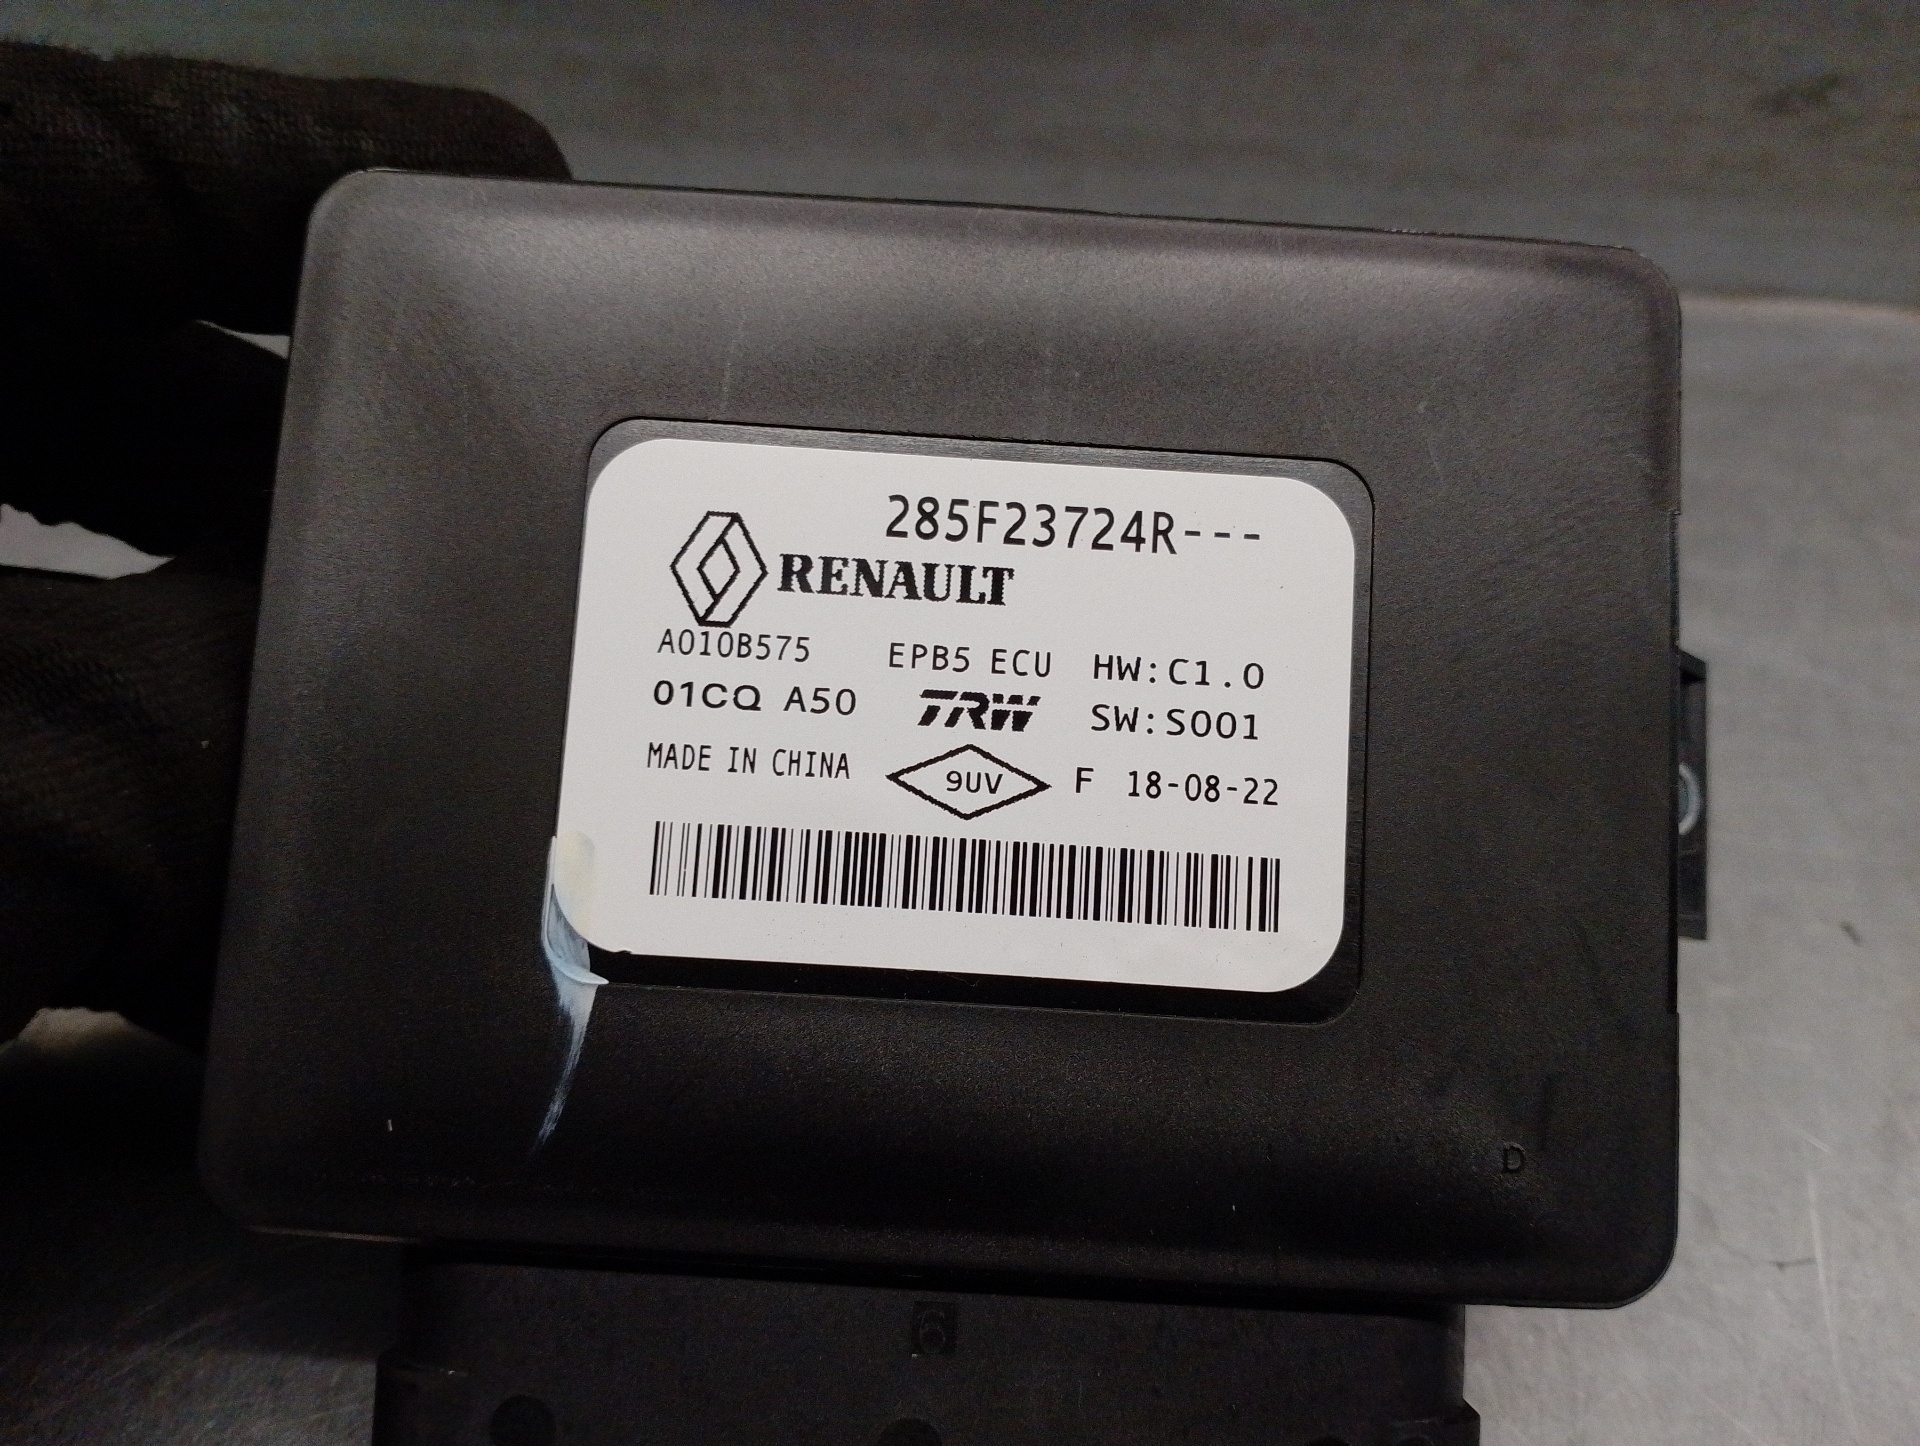 285F23724R---
RENAULT
A010B575 EPB5 ECU HW:C1.0
01CQ A50 TRW SW:S001
MADE IN CHINA 9UV F 18-08-22
D
6